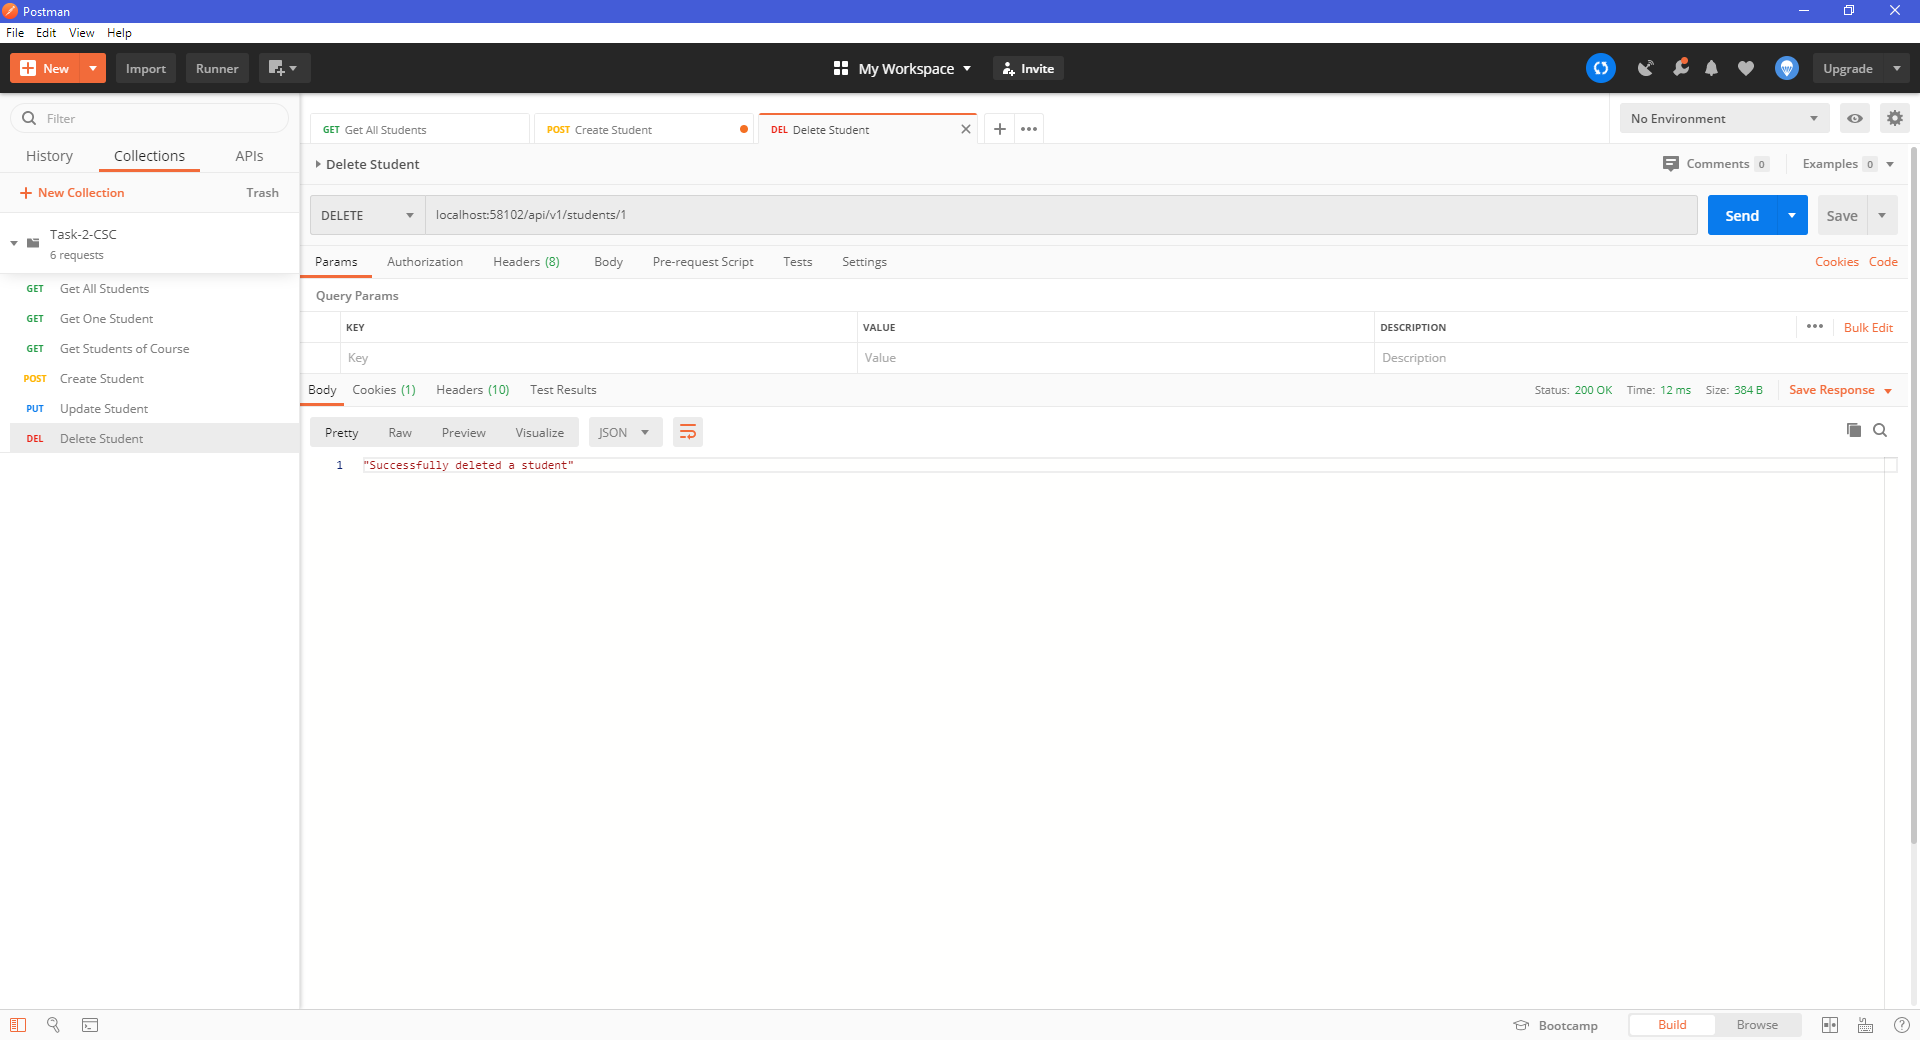 Postman
File Edit View Help
New Import Runner My Workspace Invite Upgrade
Filter
History Collections APIs
New Collection Trash
Task-2-CSC
6 requests
GET Get All Students
GET Get One Student
GET Get Students of Course
POST Create Student
PUT Update Student
DEL Delete Student
GET Get All Students POST Create Student DEL Delete Student No Environment
Delete Student Comments 0 Examples 0
DELETE localhost:58102/api/v1/students/1 Send Save
Params Authorization Headers (8) Body Pre-request Script Tests Settings Cookies Code
Query Params
KEY VALUE DESCRIPTION Bulk Edit
Key Value Description
Body Cookies (1) Headers (10) Test Results Status: 200 OK Time: 12 ms Size: 384 B Save Response
Pretty Raw Preview Visualize JSON
1 "Successfully deleted a student"
Bootcamp Build Browse